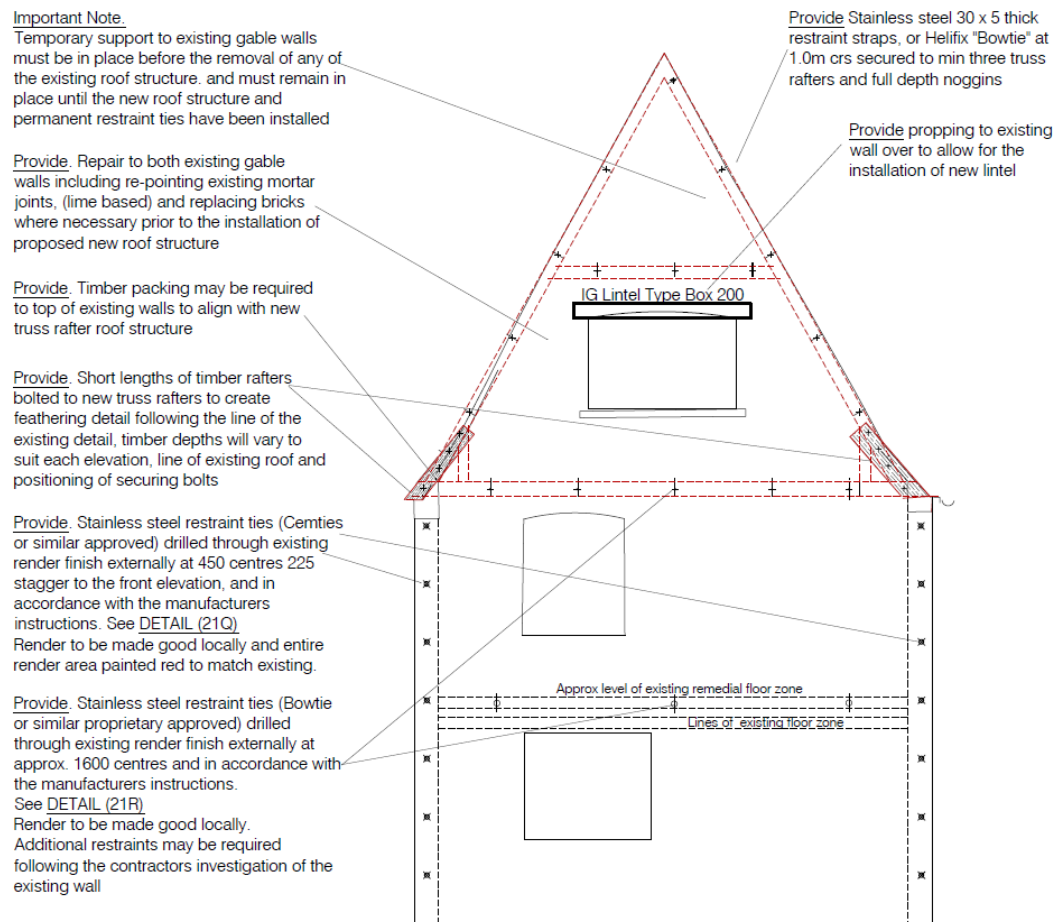 Important Note.
Temporary support to existing gable walls
must be in place before the removal of any of
the existing roof structure. and must remain in
place until the new roof structure and
permanent restraint ties have been installed
Provide. Repair to both existing gable
walls including re-pointing existing mortar
joints, (lime based) and replacing bricks
where necessary prior to the installation of
proposed new roof structure
Provide. Timber packing may be required
to top of existing walls to align with new
truss rafter roof structure
Provide. Short lengths of timber rafters
bolted to new truss rafters to create
feathering detail following the line of the
existing detail, timber depths will vary to
suit each elevation, line of existing roof and
positioning of securing bolts
Provide. Stainless steel restraint ties (Cemties
or similar approved) drilled through existing
render finish externally at 450 centres 225
stagger to the front elevation, and in
accordance with the manufacturers
instructions. See DETAIL (21Q)
Render to be made good locally and entire
render area painted red to match existing.
Provide. Stainless steel restraint ties (Bowtie
or similar proprietary approved) drilled
through existing render finish externally at
approx. 1600 centres and in accordance with
the manufacturers instructions.
See DETAIL (21R)
Render to be made good locally.
Additional restraints may be required
following the contractors investigation of the
existing wall
Provide Stainless steel 30 x 5 thick
restraint straps, or Helifix "Bowtie" at
1.0m crs secured to min three truss
rafters and full depth noggins
Provide propping to existing
wall over to allow for the
installation of new lintel
IG Lintel Type Box 200
Approx level of existing remedial floor zone
Lines of existing floor zone